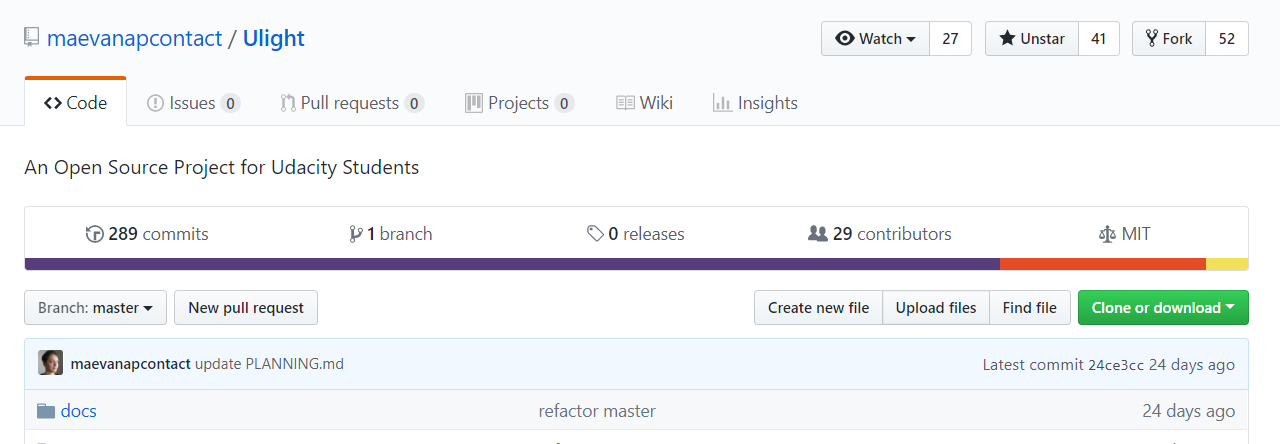 maevanapcontact / Ulight Watch 27 Unstar 41 Fork 52
Code Issues 0 Pull requests 0 Projects 0 Wiki Insights
An Open Source Project for Udacity Students
289 commits 1 branch 0 releases 29 contributors MIT
Branch: master New pull request Create new file Upload files Find file Clone or download
maevanapcontact update PLANNING.md Latest commit 24ce3cc 24 days ago
docs refactor master 24 days ago